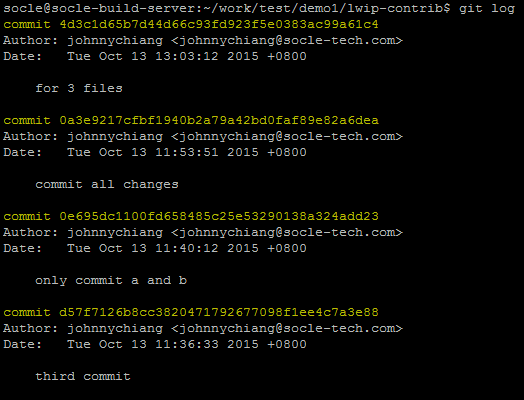 socle@socle-build-server:~/work/test/demo1/lwip-contrib$ git log
commit 4d3c1d65b7d44d66c93fd923f5e0383ac99a61c4
Author: johnnychiang <johnnychiang@socle-tech.com>
Date:   Tue Oct 13 13:03:12 2015 +0800
    for 3 files
commit 0a3e9217cfbf1940b2a79a42bd0faf89e82a6dea
Author: johnnychiang <johnnychiang@socle-tech.com>
Date:   Tue Oct 13 11:53:51 2015 +0800
    commit all changes
commit 0e695dc1100fd658485c25e53290138a324add23
Author: johnnychiang <johnnychiang@socle-tech.com>
Date:   Tue Oct 13 11:40:12 2015 +0800
    only commit a and b
commit d57f7126b8cc3820471792677098f1ee4c7a3e88
Author: johnnychiang <johnnychiang@socle-tech.com>
Date:   Tue Oct 13 11:36:33 2015 +0800
    third commit